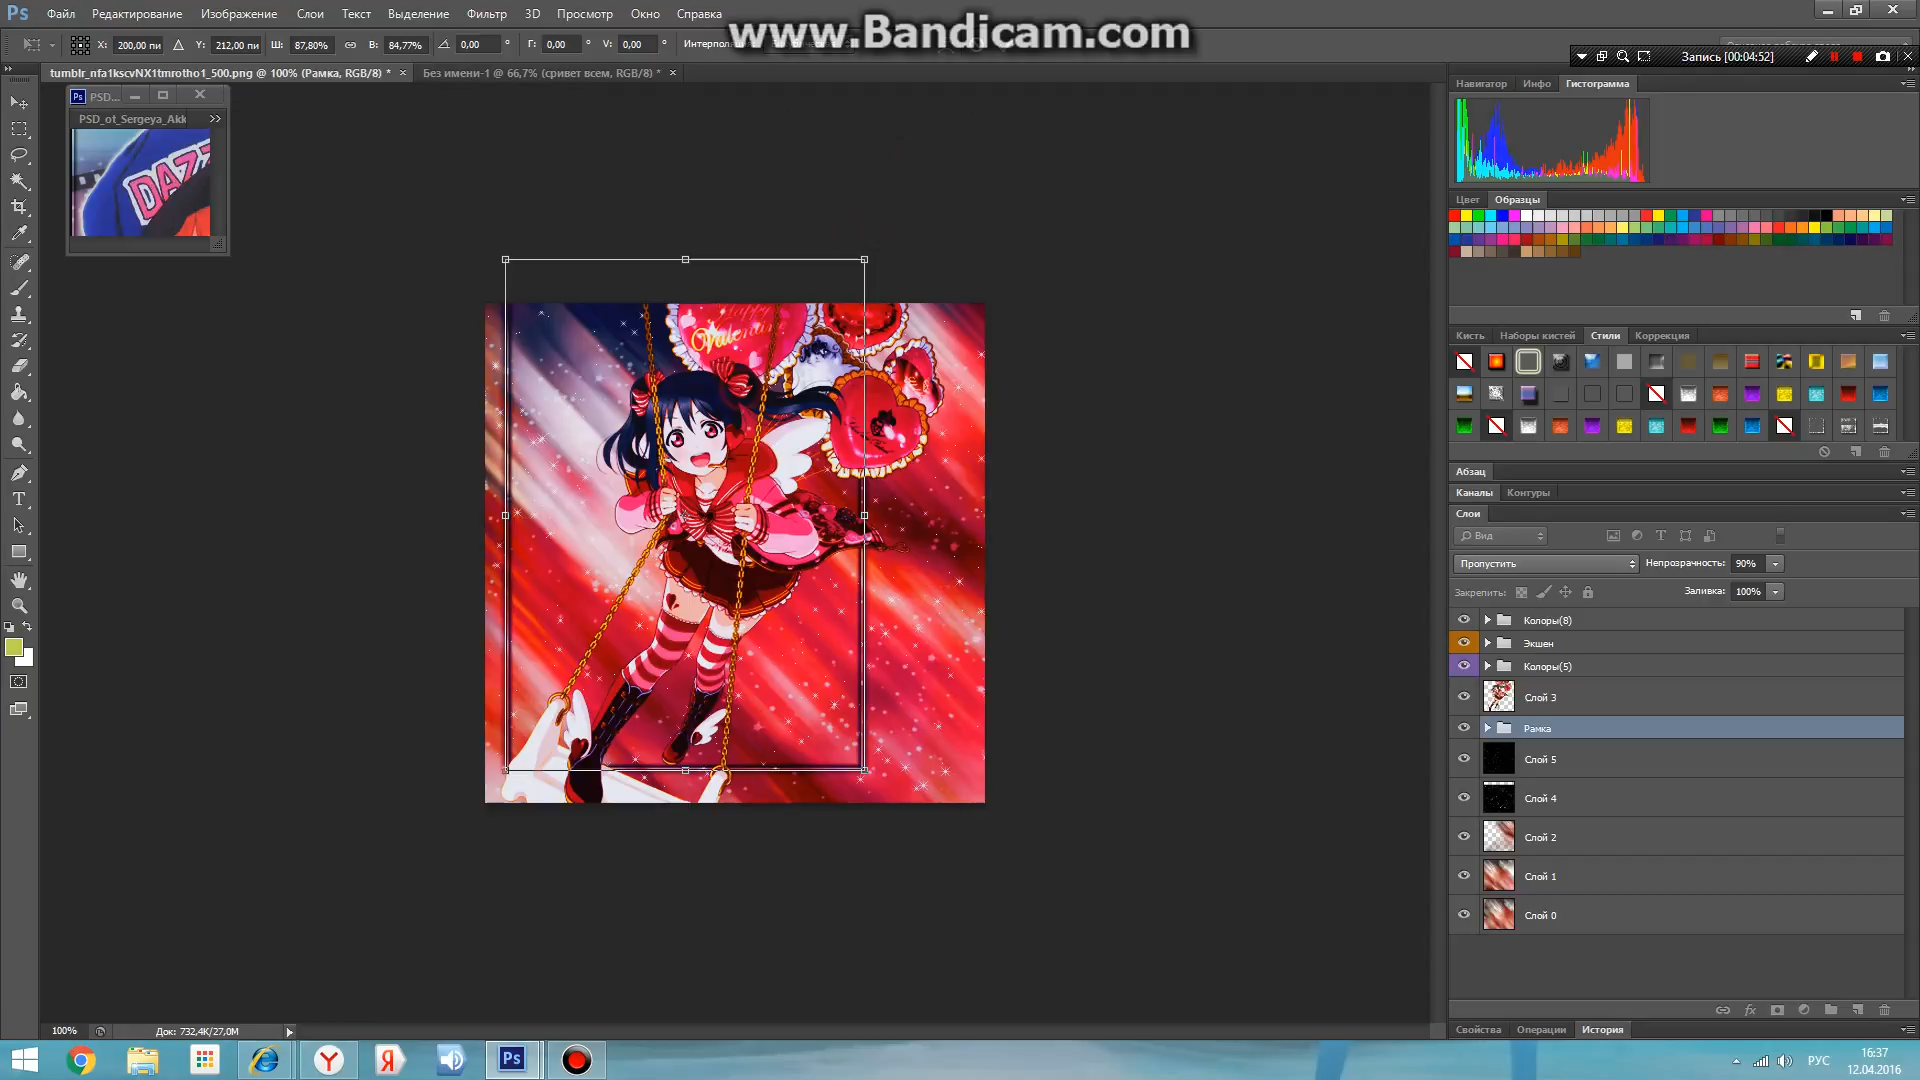 Ps Файл Редактирование Изображение Слои Текст Выделение Фильтр 3D Просмотр Окно Справка
www.Bandicam.com
X: 200,00 пи Y: 212,00 пи Ш: 87,80% В: 84,77% 0,00 ° Г: 0,00 ° V: 0,00 °
Запись [00:04:52]
tumblr_nfa1kscvNX1tmrotho1_500.png @ 100% (Рамка, RGB/8) *
Без имени-1 @ 66,7% (сривет всем, RGB/8) *
Навигатор Инфо Гистограмма
Ps PSD...
PSD_ot_Sergeya_Akk
Цвет Образцы
Valentine
Кисть Наборы кистей Стили Коррекция
Абзац
Каналы Контуры
Слои
Вид
Пропустить Непрозрачность: 90%
Закрепить: Заливка: 100%
Колоры(8)
Экшен
Колоры(5)
Слой 3
Рамка
Слой 5
Слой 4
Слой 2
Слой 1
Слой 0
100% Док: 732,4K/27,0M
Свойства Операции История
Ps
РУС
16:37
12.04.2016